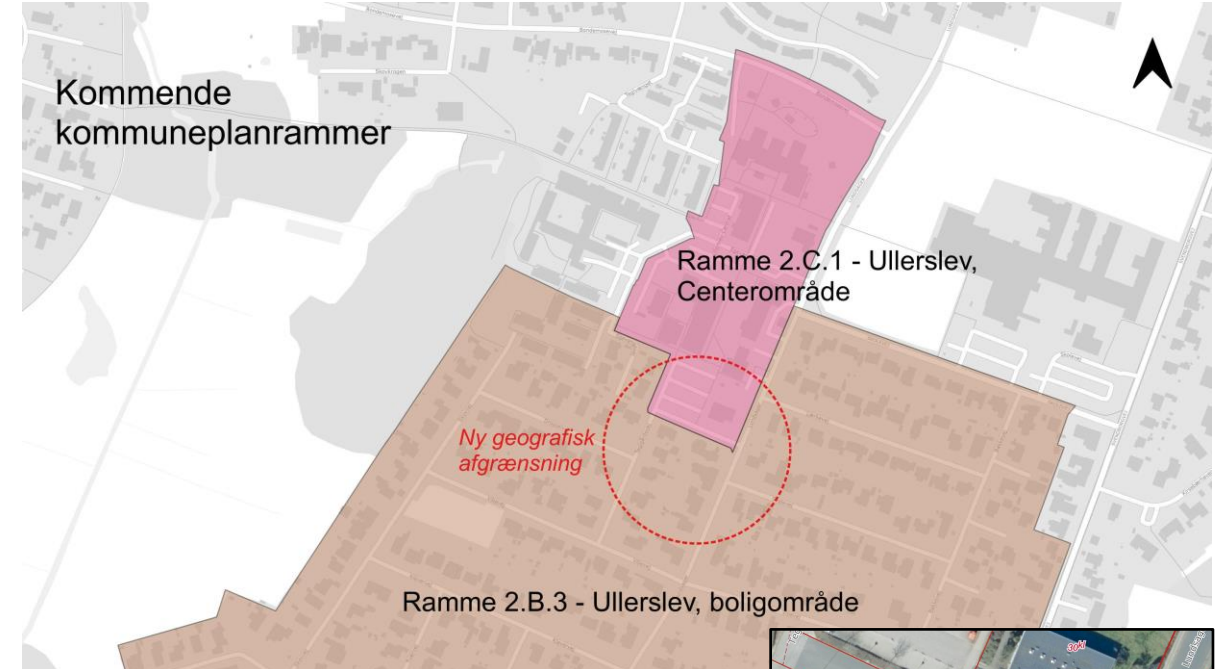 Kommende
kommuneplanrammer
Ramme 2.C.1 - Ullerslev,
Centerområde
Ny geografisk
afgrænsning
Ramme 2.B.3 - Ullerslev, boligområde